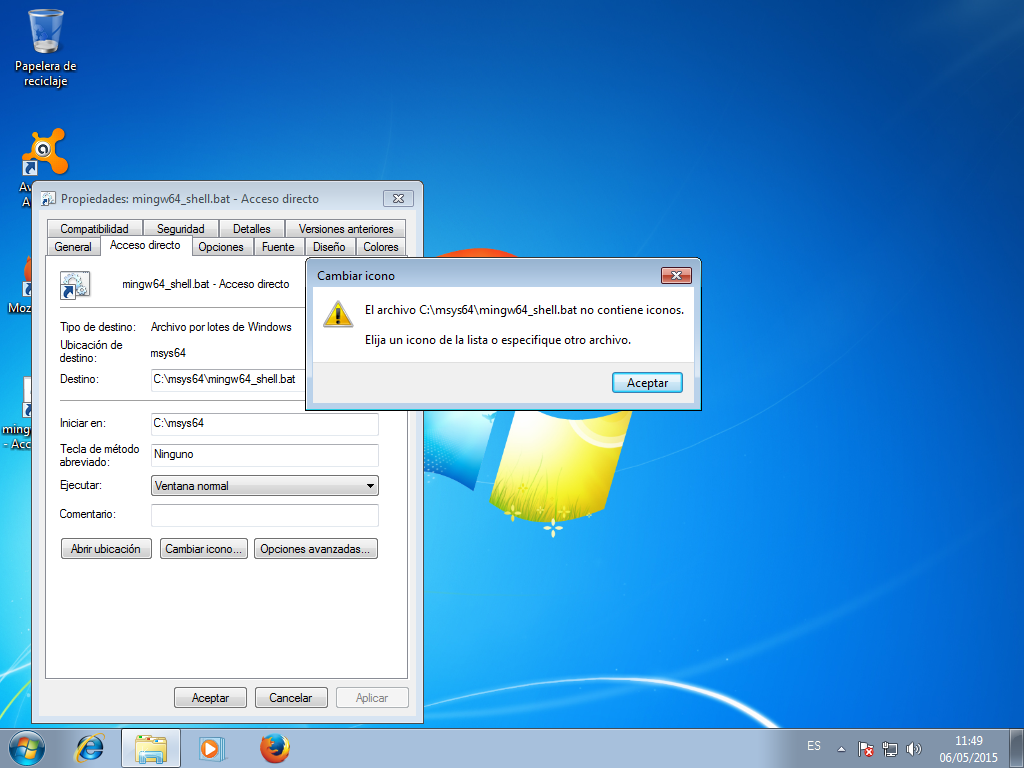 Papelera de
reciclaje
Av
A
Moz
ming
- Acc
Propiedades: mingw64_shell.bat - Acceso directo
Compatibilidad
Seguridad
Detalles
Versiones anteriores
General
Acceso directo
Opciones
Fuente
Diseño
Colores
mingw64_shell.bat - Acceso directo
Tipo de destino:
Archivo por lotes de Windows
Ubicación de
destino:
msys64
Destino:
C:\msys64\mingw64_shell.bat
Iniciar en:
C:\msys64
Tecla de método
abreviado:
Ninguno
Ejecutar:
Ventana normal
Comentario:
Abrir ubicación
Cambiar icono...
Opciones avanzadas...
Aceptar
Cancelar
Aplicar
Cambiar icono
El archivo C:\msys64\mingw64_shell.bat no contiene iconos.
Elija un icono de la lista o especifique otro archivo.
Aceptar
ES
11:49
06/05/2015